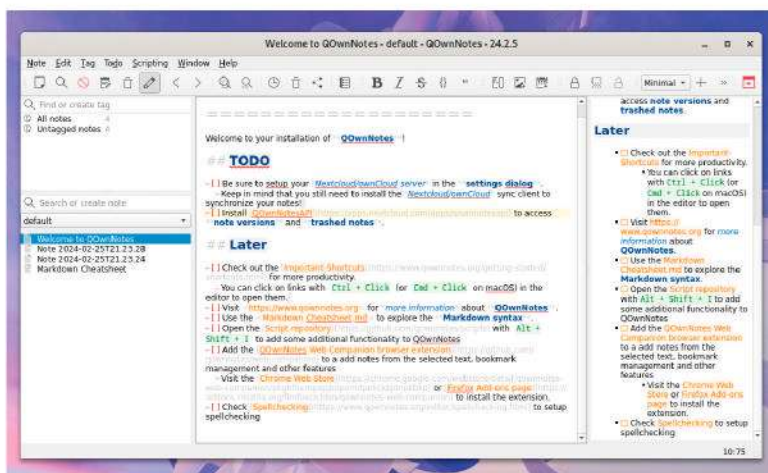 Welcome to QOwnNotes - default - QOwnNotes - 24.2.5
Note Edit Tag Todo Scripting Window Help
B I S {} "
Minimal
Find or create tag
All notes 4
Untagged notes 4
Search or create note
default
Welcome to QOwnNotes
Note 2024-02-25T21.23.28
Note 2024-02-25T21.23.24
Markdown Cheatsheet
========================
Welcome to your installation of QOwnNotes !
## TODO
- [ ] Be sure to setup your Nextcloud/ownCloud server in the settings dialog .
- Keep in mind that you still need to install the Nextcloud/ownCloud sync client to
synchronize your notes!
- [ ] Install QOwnNotesAPI to access
note versions and trashed notes .
## Later
- [ ] Check out the Important Shortcuts
for more productivity.
- You can click on links with Ctrl + Click (or Cmd + Click on macOS) in the
editor to open them.
- [ ] Visit https://www.qownnotes.org for more information about QOwnNotes .
- [ ] Use the Markdown Cheatsheet.md to explore the Markdown syntax .
- [ ] Open the Script repository with Alt +
Shift + I to add some additional functionality to QOwnNotes
- [ ] Add the QOwnNotes Web Companion browser extension
to a add notes from the selected text, bookmark
management and other features
- Visit the Chrome Web Store
or Firefox Add-ons page
to install the extension.
- [ ] Check Spellchecking to setup
spellchecking
access note versions and
trashed notes.
Later
Check out the Important
Shortcuts for more productivity.
You can click on links
with Ctrl + Click (or
Cmd + Click on macOS)
in the editor to open
them.
Visit https://
www.qownnotes.org for more
information about
QOwnNotes.
Use the Markdown
Cheatsheet.md to explore the
Markdown syntax.
Open the Script repository
with Alt + Shift + I to add
some additional functionality to
QOwnNotes
Add the QOwnNotes Web
Companion browser extension
to a add notes from the
selected text, bookmark
management and other
features
Visit the Chrome Web
Store or Firefox Add-ons
page to install the
extension.
Check Spellchecking to setup
spellchecking
10:75